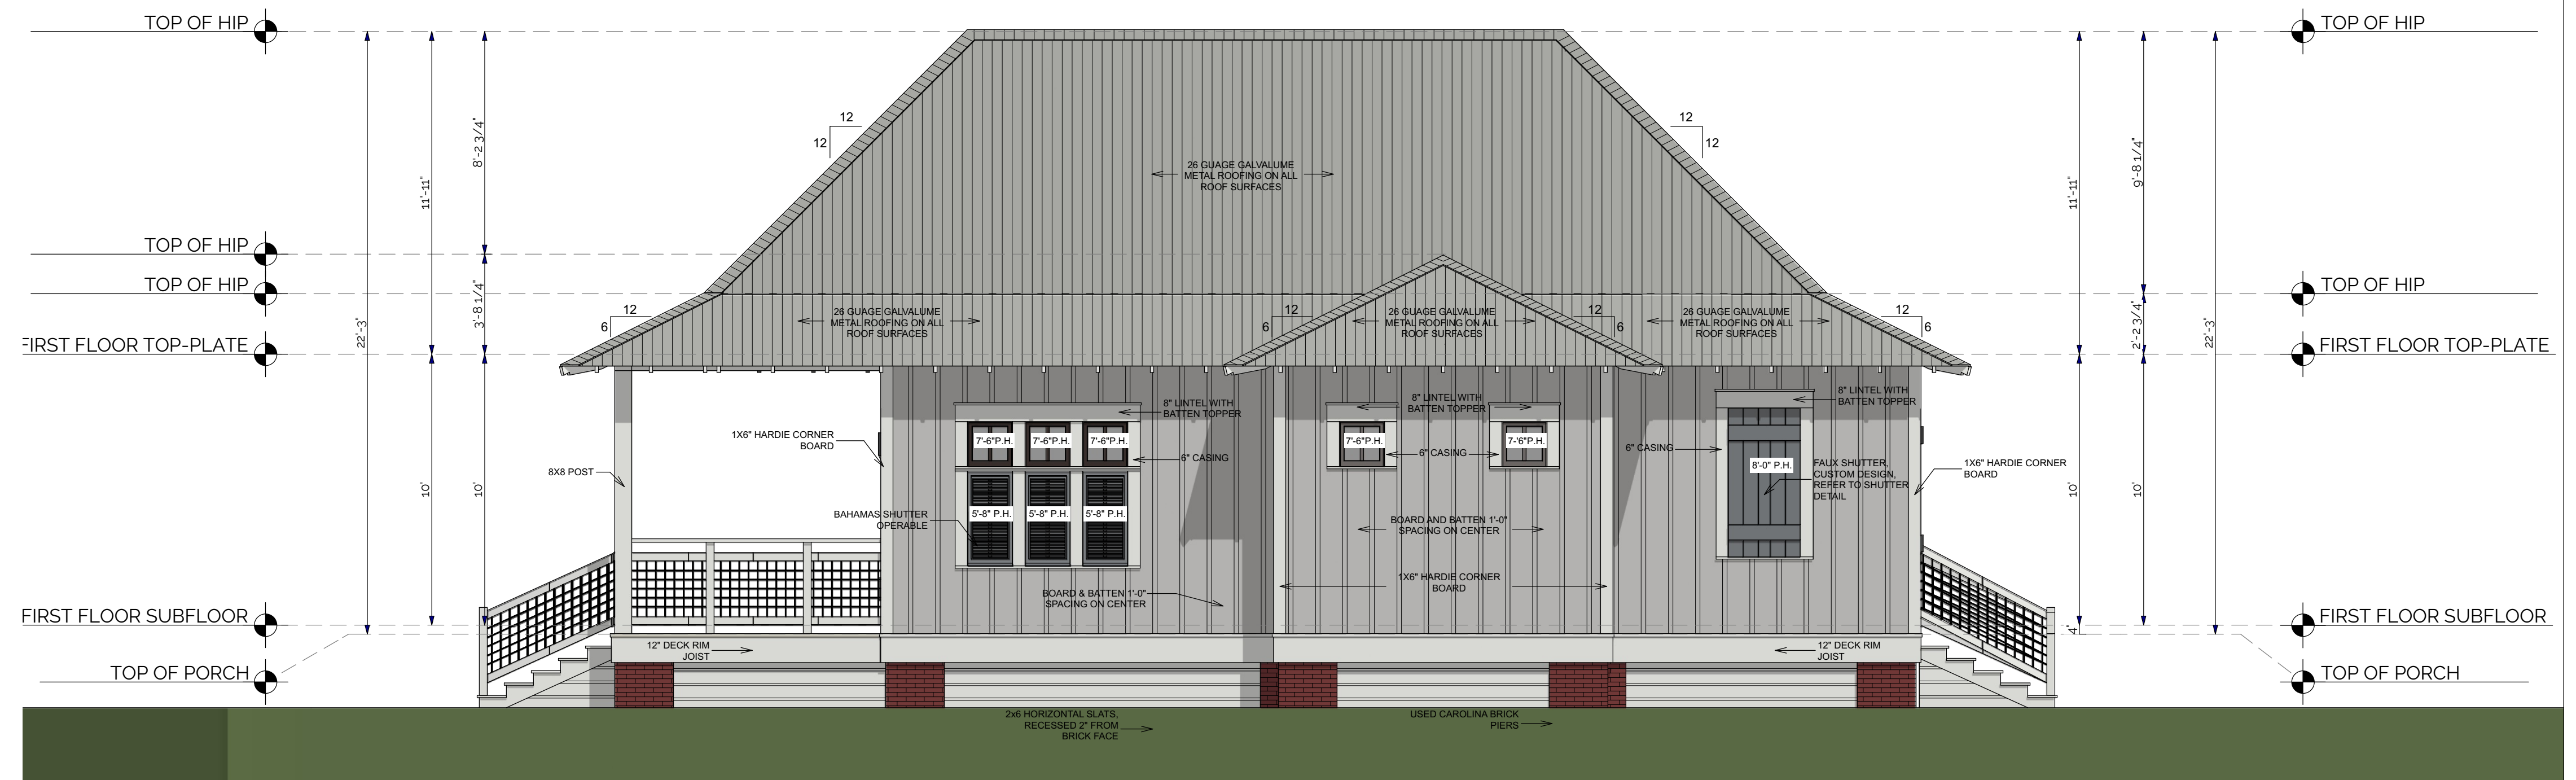 TOP OF HIP
TOP OF HIP
TOP OF HIP
FIRST FLOOR TOP-PLATE
FIRST FLOOR SUBFLOOR
TOP OF PORCH
22'-3"
11'-11"
10'
8'-2 3/4"
3'-8 1/4"
10'
12
12
12
12
26 GUAGE GALVALUME
METAL ROOFING ON ALL
ROOF SURFACES
12
6
26 GUAGE GALVALUME
METAL ROOFING ON ALL
ROOF SURFACES
12
6
26 GUAGE GALVALUME
METAL ROOFING ON ALL
ROOF SURFACES
12
6
26 GUAGE GALVALUME
METAL ROOFING ON ALL
ROOF SURFACES
12
6
8X8 POST
1X6" HARDIE CORNER
BOARD
BAHAMAS SHUTTER
OPERABLE
7'-6"P.H.
7'-6"P.H.
7'-6"P.H.
5'-8" P.H.
5'-8" P.H.
5'-8" P.H.
8" LINTEL WITH
BATTEN TOPPER
6" CASING
BOARD & BATTEN 1'-0"
SPACING ON CENTER
8" LINTEL WITH
BATTEN TOPPER
7'-6"P.H.
7-'6"P.H.
6" CASING
BOARD AND BATTEN 1'-0"
SPACING ON CENTER
1X6" HARDIE CORNER
BOARD
6" CASING
8" LINTEL WITH
BATTEN TOPPER
8'-0" P.H.
FAUX SHUTTER,
CUSTOM DESIGN,
REFER TO SHUTTER
DETAIL
1X6" HARDIE CORNER
BOARD
12" DECK RIM
JOIST
12" DECK RIM
JOIST
2x6 HORIZONTAL SLATS,
RECESSED 2" FROM
BRICK FACE
USED CAROLINA BRICK
PIERS
11'-11"
10'
4"
9'-8 1/4"
2'-2 3/4"
10'
22'-3"
TOP OF HIP
TOP OF HIP
FIRST FLOOR TOP-PLATE
FIRST FLOOR SUBFLOOR
TOP OF PORCH